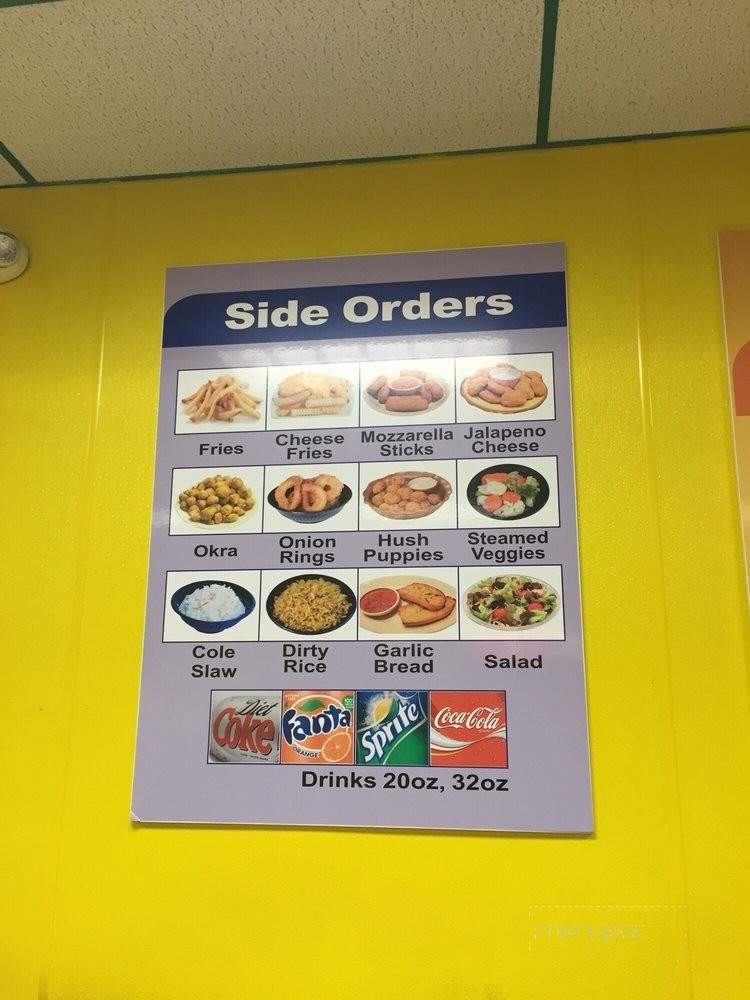 Side Orders
Fries
Cheese
Fries
Mozzarella
Sticks
Jalapeno
Cheese
Okra
Onion
Rings
Hush
Puppies
Steamed
Veggies
Cole
Slaw
Dirty
Rice
Garlic
Bread
Salad
Diet
Coke
Fanta
ORANGE
Sprite
Coca-Cola
Drinks 20oz, 32oz
menupix